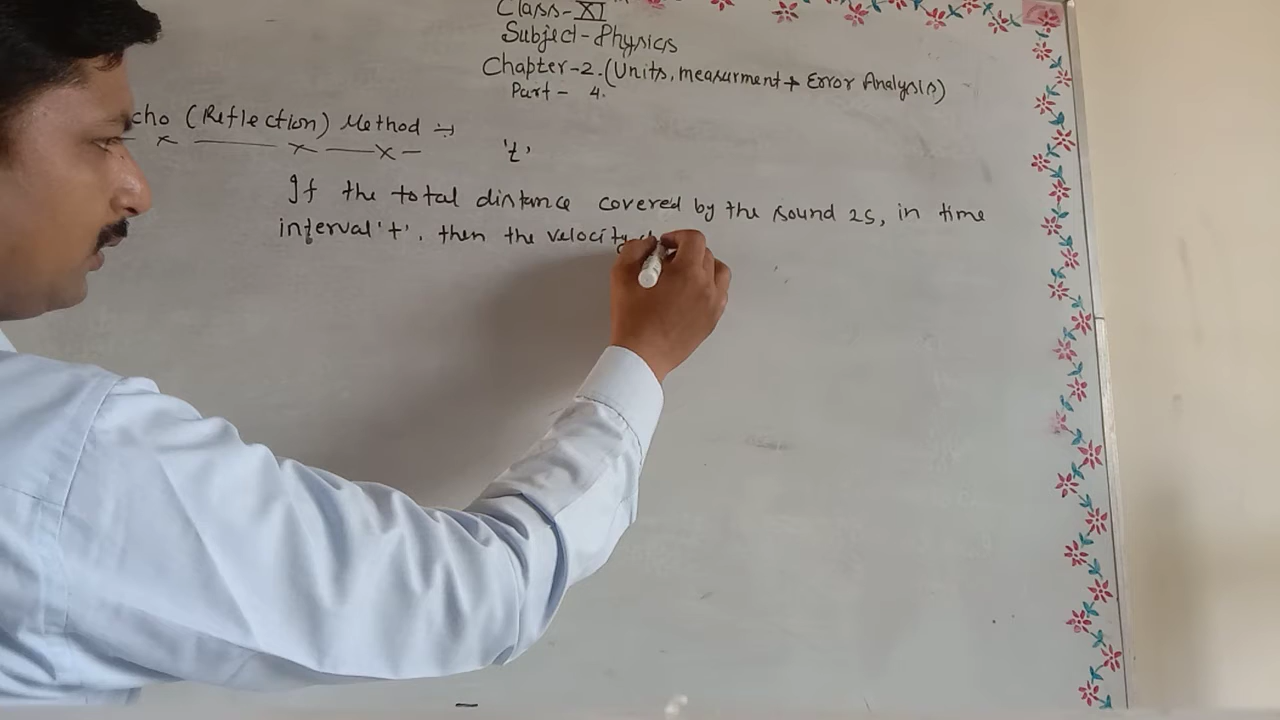 Class-XI
Subject-Physics
Chapter-2.(Units, measurment + Error Analysis)
Part - 4.
cho (Reflection) Method ⇒
't'
If the total distance covered by the sound 2s, in time
interval 't'. then the velocity